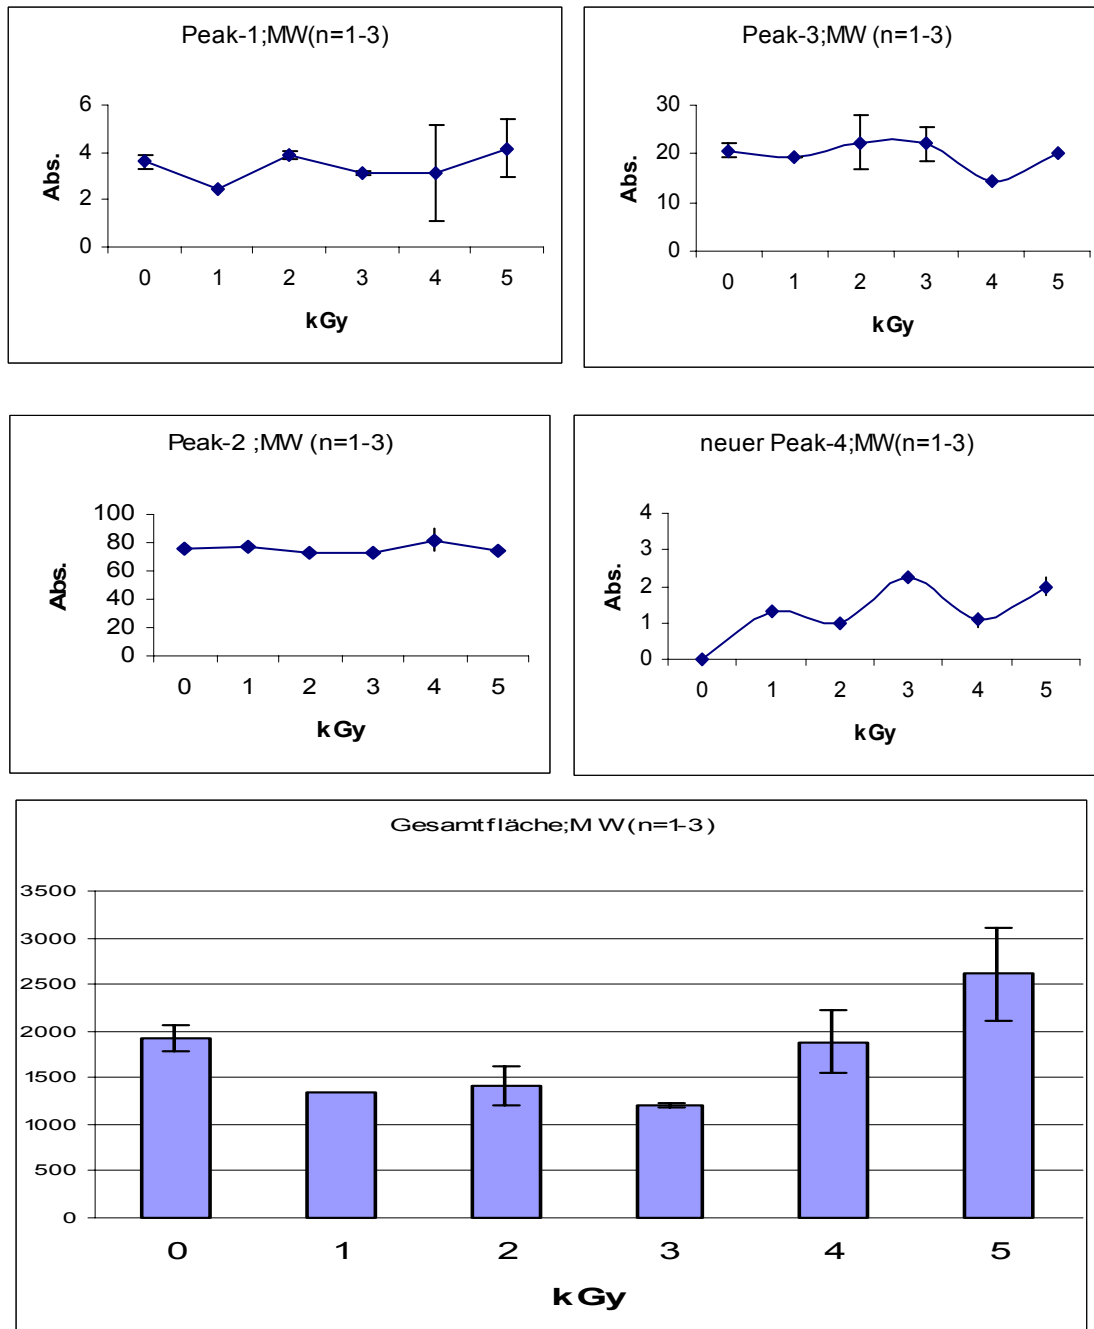 Peak-1;MW(n=1-3)
6
4
2
0
Abs.
0 1 2 3 4 5
kGy
Peak-3;MW (n=1-3)
30
20
10
0
Abs.
0 1 2 3 4 5
kGy
Peak-2 ;MW (n=1-3)
100
80
60
40
20
0
Abs.
0 1 2 3 4 5
kGy
neuer Peak-4;MW(n=1-3)
4
3
2
1
0
Abs.
0 1 2 3 4 5
kGy
Gesamtfläche;MW(n=1-3)
3500
3000
2500
2000
1500
1000
500
0
0 1 2 3 4 5
kGy